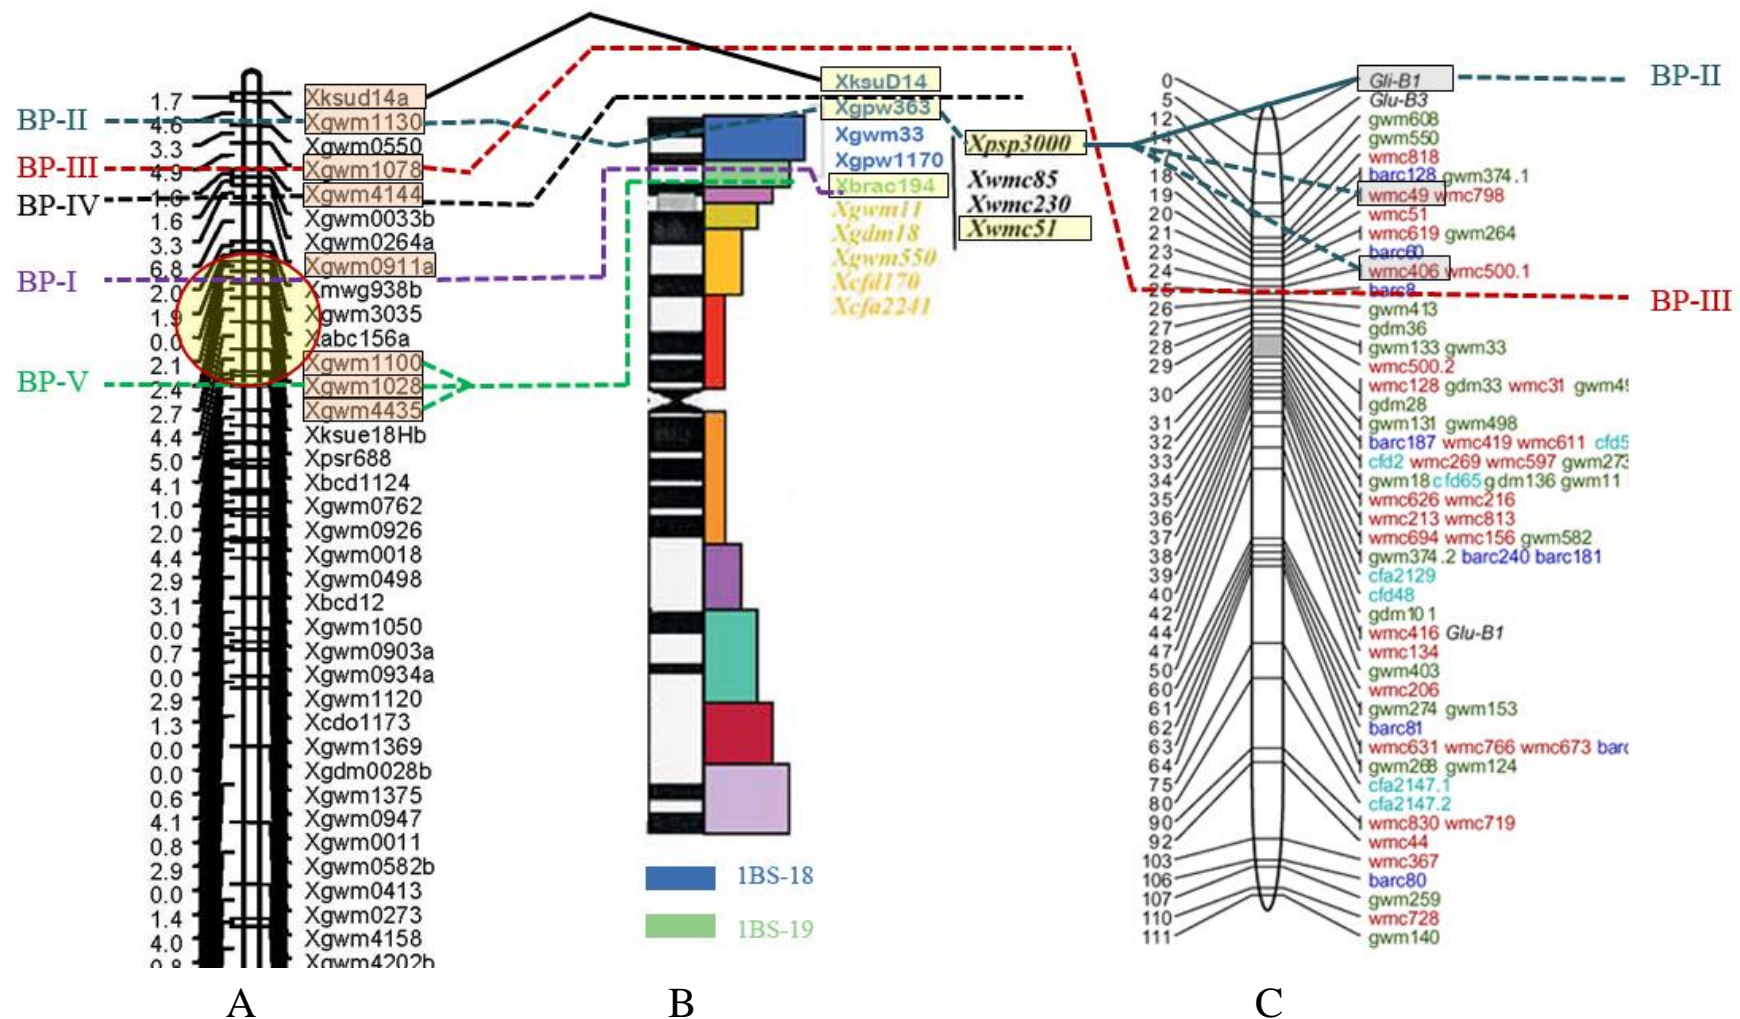 BP-II
BP-III
BP-IV
BP-I
BP-V
1.7
4.6
3.3
4.9
1.6
1.6
3.3
6.8
2.0
1.9
0.0
2.1
2.4
2.7
4.4
5.0
4.1
1.0
2.0
4.4
2.9
3.1
0.0
0.7
0.0
2.9
1.3
0.0
0.0
0.6
4.1
0.8
2.9
0.0
1.4
4.0
0.8
Xksud14a
Xgwm1130
Xgwm0550
Xgwm1078
Xgwm4144
Xgwm0033b
Xgwm0264a
Xgwm0911a
Xmwg938b
Xgwm3035
Xabc156a
Xgwm1100
Xgwm1028
Xgwm4435
Xksue18Hb
Xpsr688
Xbcd1124
Xgwm0762
Xgwm0926
Xgwm0018
Xgwm0498
Xbcd12
Xgwm1050
Xgwm0903a
Xgwm0934a
Xgwm1120
Xcdo1173
Xgwm1369
Xgdm0028b
Xgwm1375
Xgwm0947
Xgwm0011
Xgwm0582b
Xgwm0413
Xgwm0273
Xgwm4158
Xgwm4202b
A
XksuD14
Xgpw363
Xgwm33
Xgpw1170
Xbrac194
Xgwm11
Xgdm18
Xgwm550
Xcfd170
Xcfa2241
Xpsp3000
Xwmc85
Xwmc230
Xwmc51
1BS-18
1BS-19
B
0
5
12
14
18
19
20
21
23
24
25
26
27
28
29
30
31
32
33
34
35
36
37
38
39
40
42
44
47
50
60
61
62
63
64
75
80
90
92
103
106
107
110
111
Gli-B1
Glu-B3
gwm608
gwm550
wmc818
barc128 gwm374.1
wmc49 wmc798
wmc51
wmc619 gwm264
barc60
wmc406 wmc500.1
barc8
gwm413
gdm36
gwm133 gwm33
wmc500.2
wmc128 gdm33 wmc31
gdm28
gwm131 gwm498
barc187 wmc419 wmc611 cfd5
cfd2 wmc269 wmc597 gwm273
gwm18 cfd65 gdm136 gwm11
wmc626 wmc216
wmc213 wmc813
wmc694 wmc156 gwm582
gwm374.2 barc240 barc181
cfa2129
cfd48
gdm101
wmc416 Glu-B1
wmc134
gwm403
wmc206
gwm274 gwm153
barc81
wmc631 wmc766 wmc673 barc
gwm268 gwm124
cfa2147.1
cfa2147.2
wmc830 wmc719
wmc44
wmc367
barc80
gwm259
wmc728
gwm140
BP-II
BP-III
C